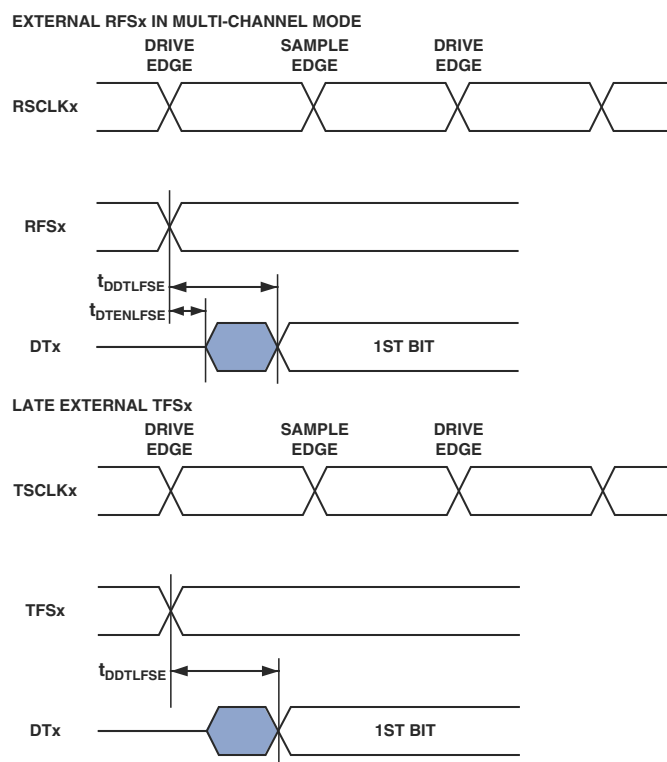 EXTERNAL RFSx IN MULTI-CHANNEL MODE
DRIVE EDGE
SAMPLE EDGE
DRIVE EDGE
RSCLKx
RFSx
tDDTLFSE
tDTENLFSE
DTx
1ST BIT
LATE EXTERNAL TFSx
DRIVE EDGE
SAMPLE EDGE
DRIVE EDGE
TSCLKx
TFSx
tDDTLFSE
DTx
1ST BIT